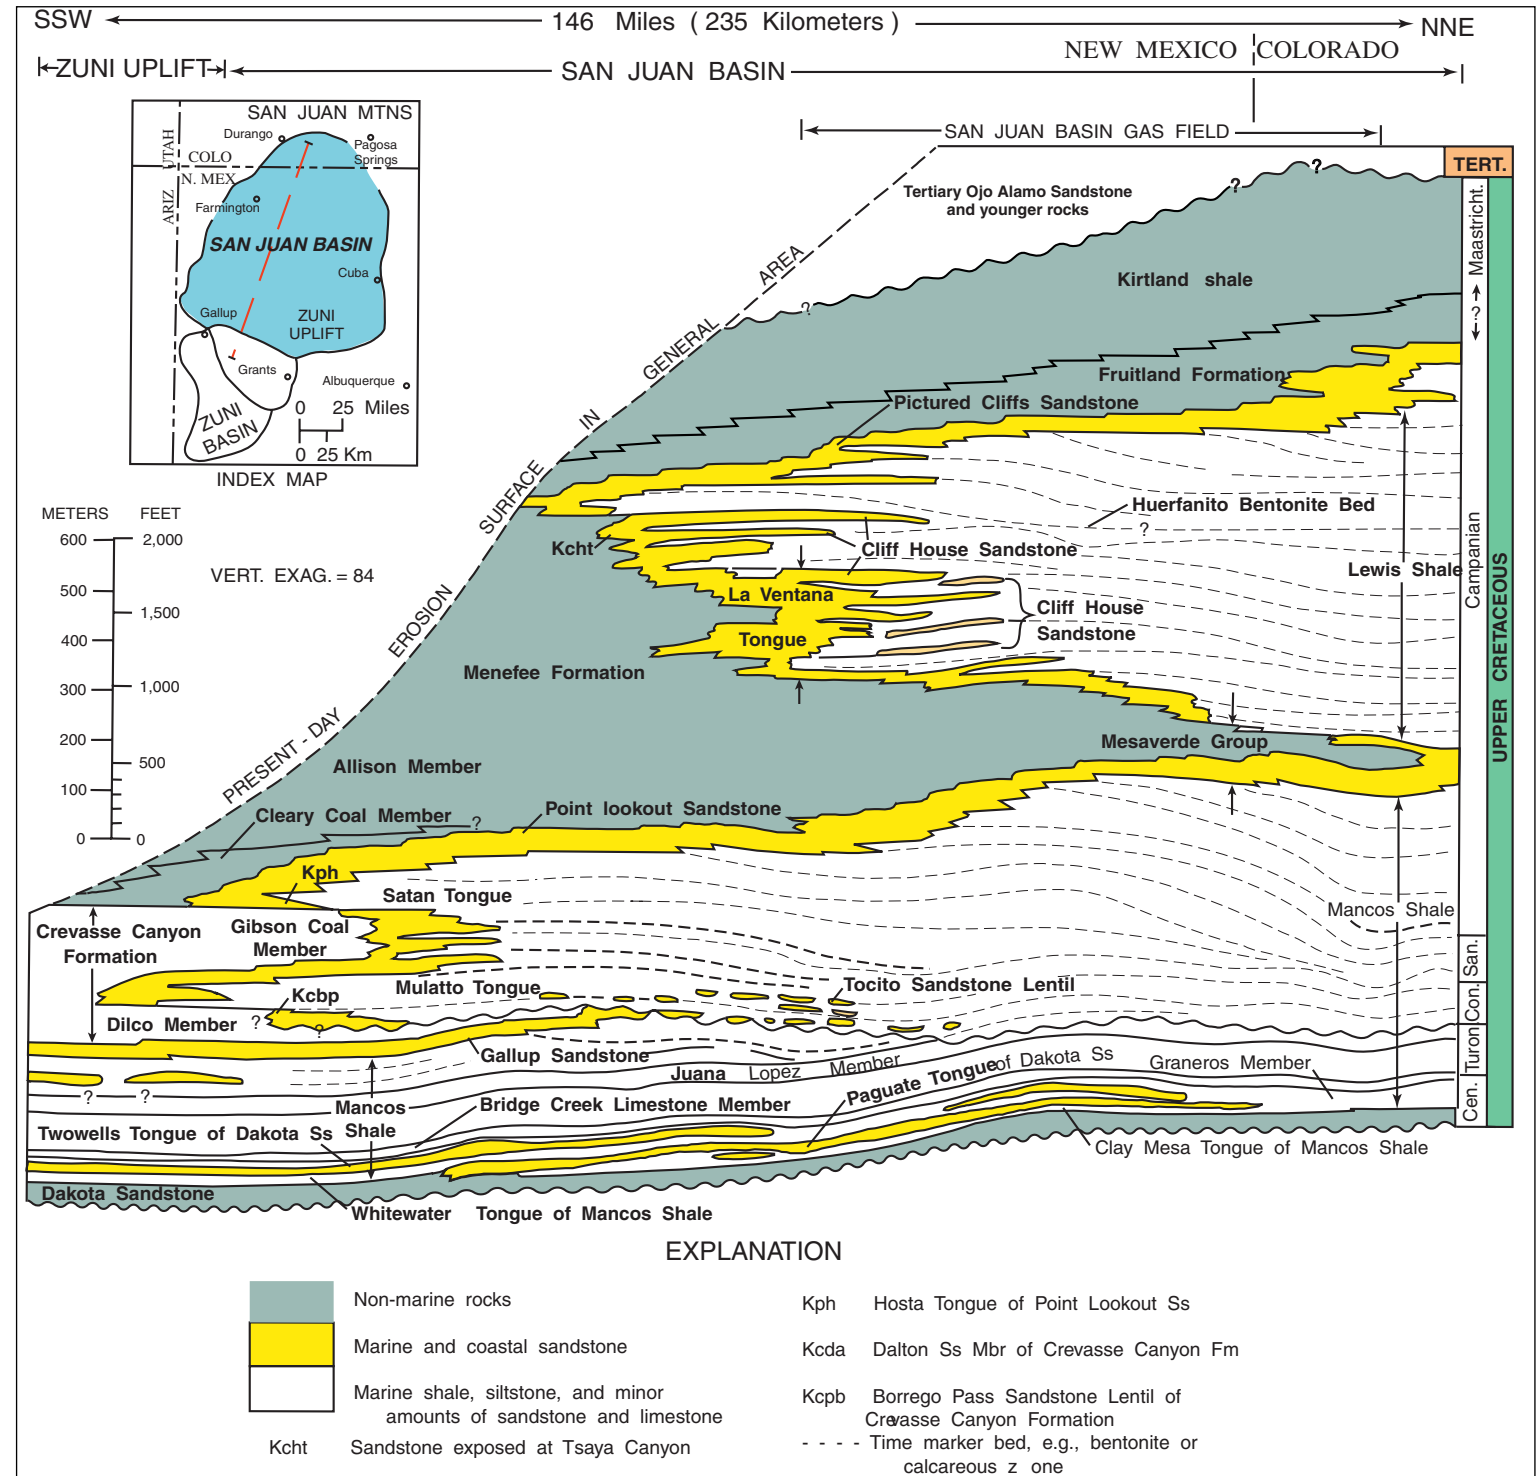 SSW 146 Miles ( 235 Kilometers ) NNE
NEW MEXICO COLORADO
ZUNI UPLIFT SAN JUAN BASIN
SAN JUAN BASIN GAS FIELD
SAN JUAN MTNS
Durango
Pagosa
Springs
UTAH
COLO
N. MEX
ARIZ
Farmington
SAN JUAN BASIN
Cuba
Gallup
ZUNI
UPLIFT
Grants
Albuquerque
ZUNI
BASIN
0 25 Miles
0 25 Km
INDEX MAP
METERS FEET
600 2,000
500 1,500
400
300 1,000
200 500
100
0 0
VERT. EXAG. = 84
PRESENT - DAY EROSION SURFACE IN GENERAL AREA
Tertiary Ojo Alamo Sandstone
and younger rocks
?
?
?
Kirtland shale
Fruitland Formation
Pictured Cliffs Sandstone
Huerfanito Bentonite Bed
?
Kcht
Cliff House Sandstone
Lewis Shale
La Ventana
Tongue
Cliff House
Sandstone
Menefee Formation
Mesaverde Group
Allison Member
Cleary Coal Member
?
Point lookout Sandstone
Kph
Satan Tongue
Mancos Shale
Crevasse Canyon
Formation
Gibson Coal
Member
Mulatto Tongue
Tocito Sandstone Lentil
Kcbp
Dilco Member
?
?
Gallup Sandstone
Juana Lopez Member
Paguate Tongue of Dakota Ss
Graneros Member
? ?
Mancos
Shale
Bridge Creek Limestone Member
Twowells Tongue of Dakota Ss
Clay Mesa Tongue of Mancos Shale
Dakota Sandstone
Whitewater Tongue of Mancos Shale
TERT.
Maastricht.
?
Campanian
San.
Con.
Turon.
Cen.
UPPER CRETACEOUS
EXPLANATION
Non-marine rocks
Marine and coastal sandstone
Marine shale, siltstone, and minor
amounts of sandstone and limestone
Kcht Sandstone exposed at Tsaya Canyon
Kph Hosta Tongue of Point Lookout Ss
Kcda Dalton Ss Mbr of Crevasse Canyon Fm
Kcpb Borrego Pass Sandstone Lentil of
Crevasse Canyon Formation
- - - - Time marker bed, e.g., bentonite or
calcareous z one